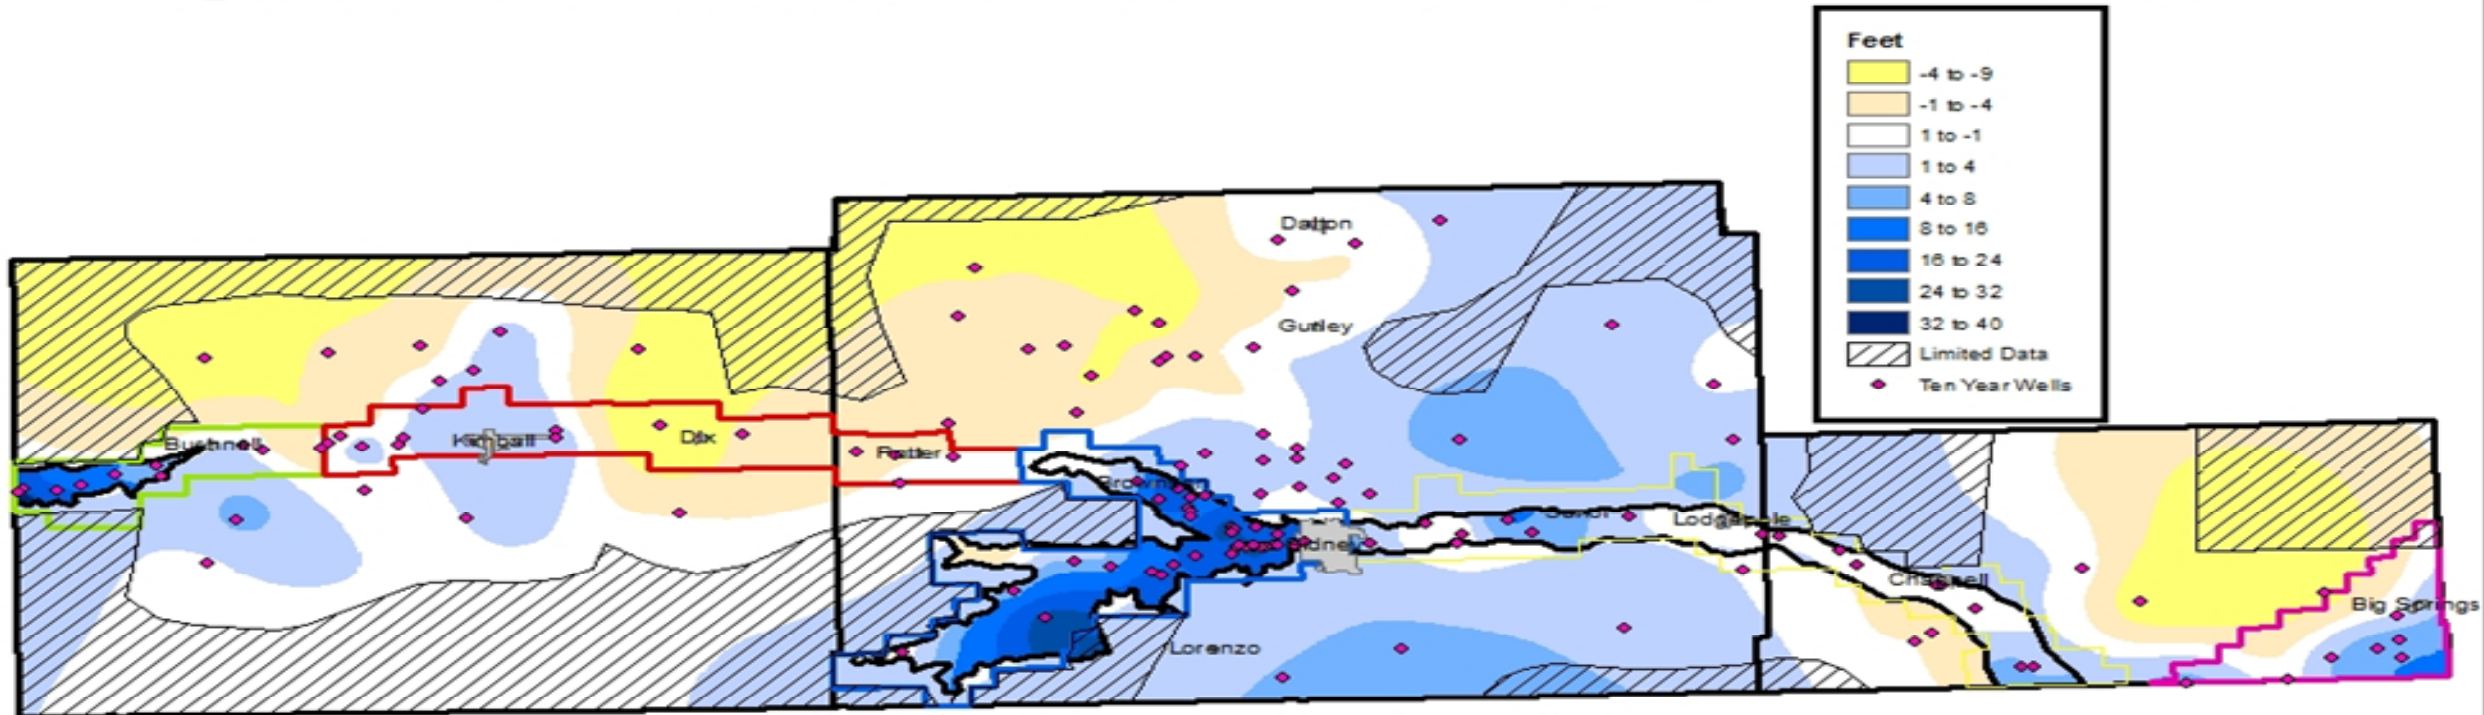 Feet
-4 to -9
-1 to -4
1 to -1
1 to 4
4 to 8
8 to 16
16 to 24
24 to 32
32 to 40
Limited Data
Ten Year Wells
Dalton
Gurley
Bushnell
Kimball
Dix
Potter
Lodgepole
Chappell
Big Springs
Lorenzo